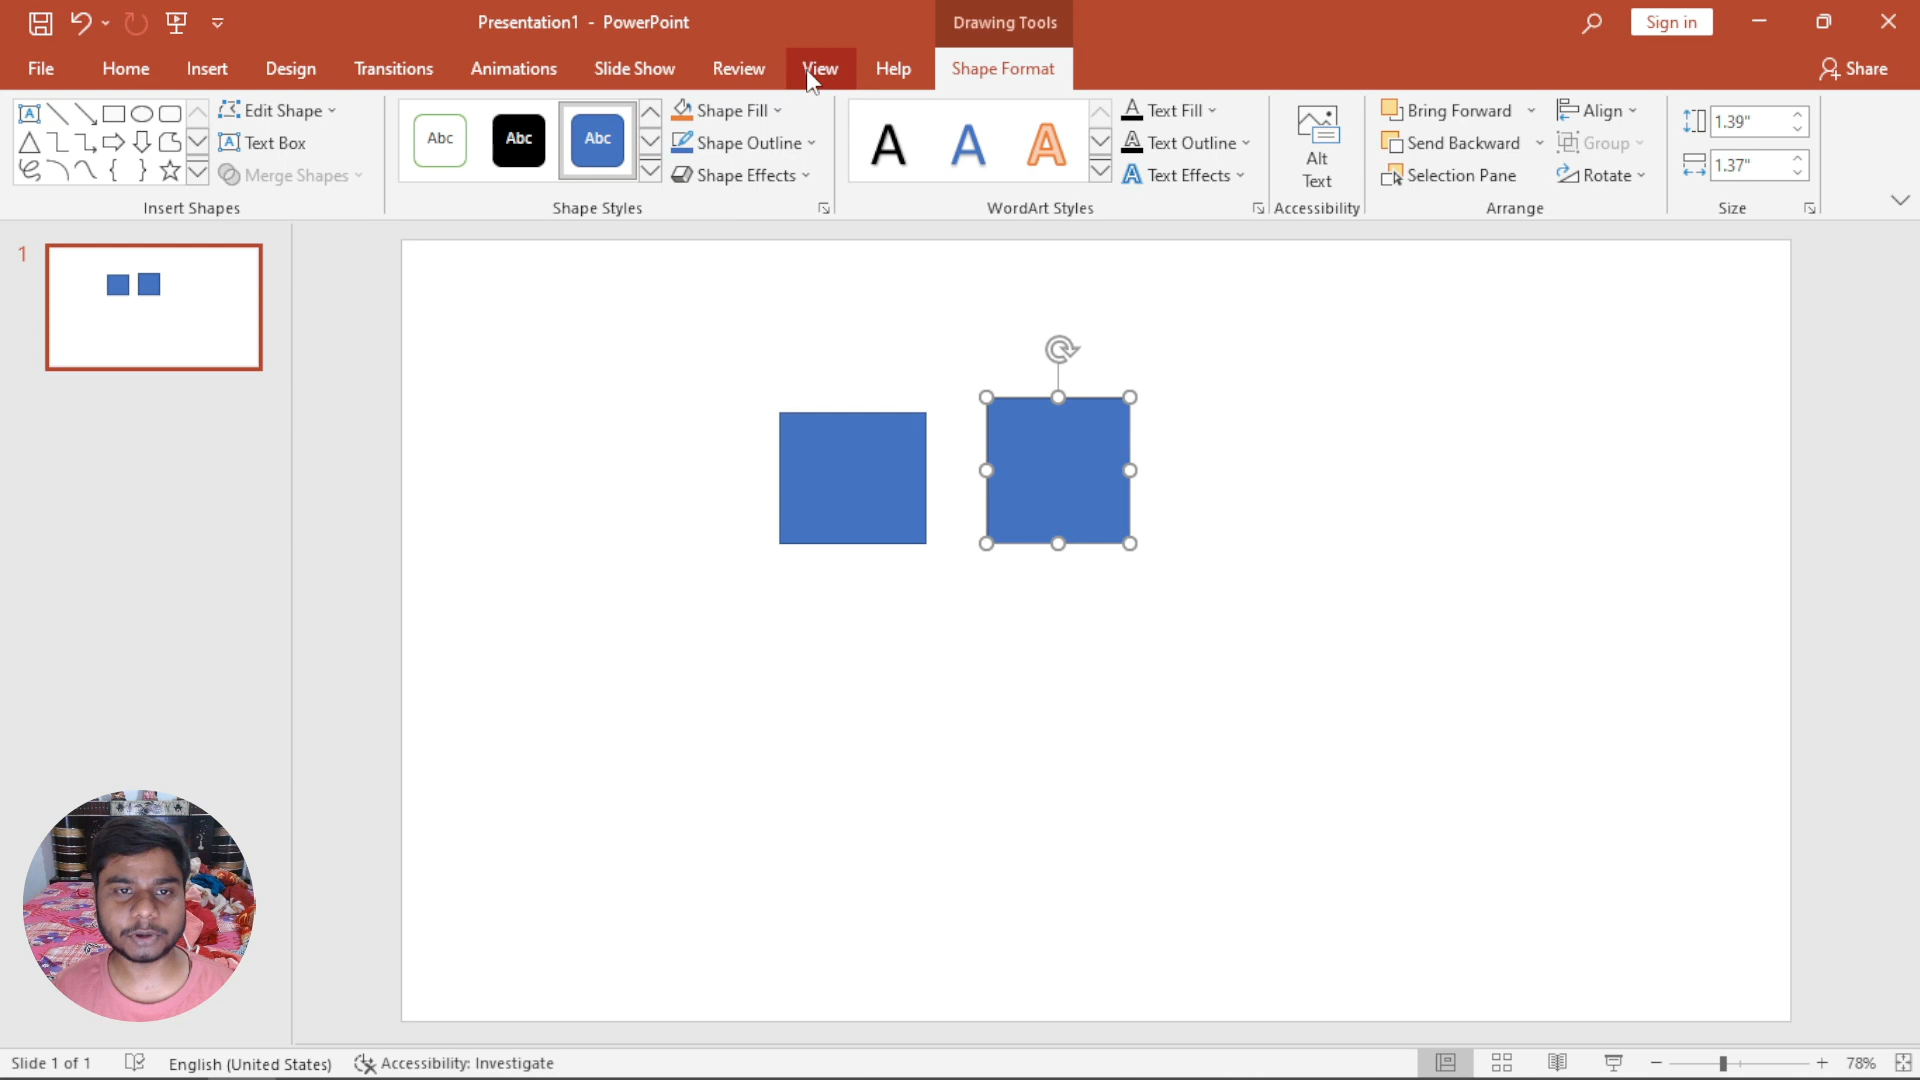 Presentation1 - PowerPoint
Drawing Tools
Sign in
File Home Insert Design Transitions Animations Slide Show Review View Help Shape Format Share
Edit Shape
Text Box
Merge Shapes
Insert Shapes
Abc Abc Abc
Shape Fill
Shape Outline
Shape Effects
Shape Styles
A A A
Text Fill
Text Outline
Text Effects
WordArt Styles
Alt
Text
Accessibility
Bring Forward
Send Backward
Selection Pane
Align
Group
Rotate
Arrange
1.39"
1.37"
Size
1
Slide 1 of 1 English (United States) Accessibility: Investigate 78%